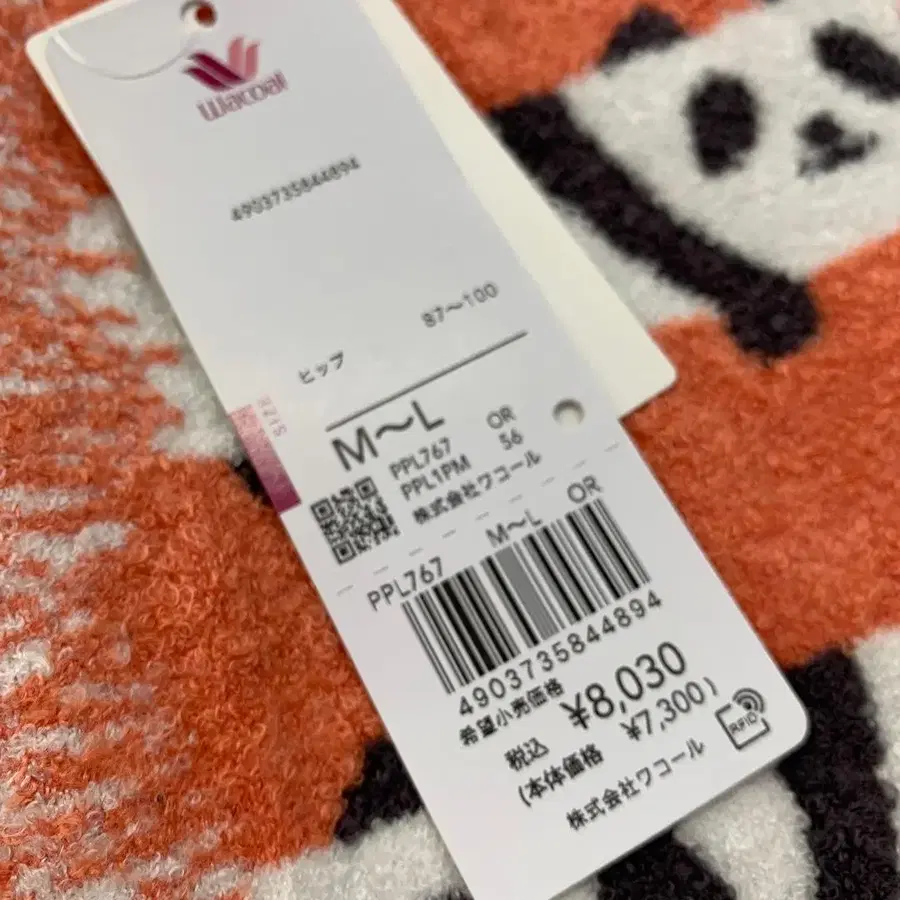 Wacoal
4903735844894
ヒップ 87〜100
SIZE
M〜L
PPL767 OR
PPL1PM 56
株式会社ワコール
PPL767 M〜L OR
4903735844894
希望小売価格
税込 ¥8,030
(本体価格 ¥7,300)
株式会社ワコール
RFID